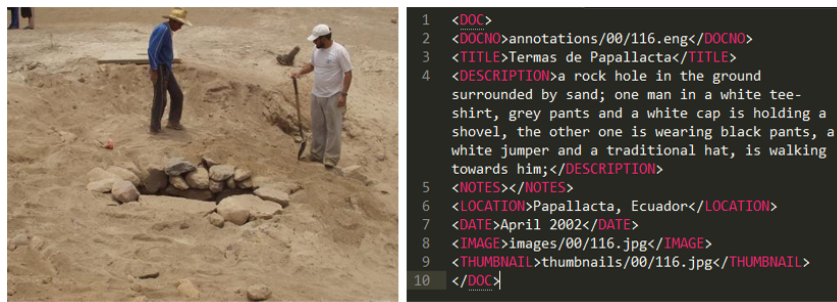 1 <DOC>
2 <DOCNO>annotations/00/116.eng</DOCNO>
3 <TITLE>Termas de Papallacta</TITLE>
4 <DESCRIPTION>a rock hole in the ground
surrounded by sand; one man in a white tee-
shirt, grey pants and a white cap is holding a
shovel, the other one is wearing black pants, a
white jumper and a traditional hat, is walking
towards him;</DESCRIPTION>
5 <NOTES></NOTES>
6 <LOCATION>Papallacta, Ecuador</LOCATION>
7 <DATE>April 2002</DATE>
8 <IMAGE>images/00/116.jpg</IMAGE>
9 <THUMBNAIL>thumbnails/00/116.jpg</THUMBNAIL>
10 </DOC>